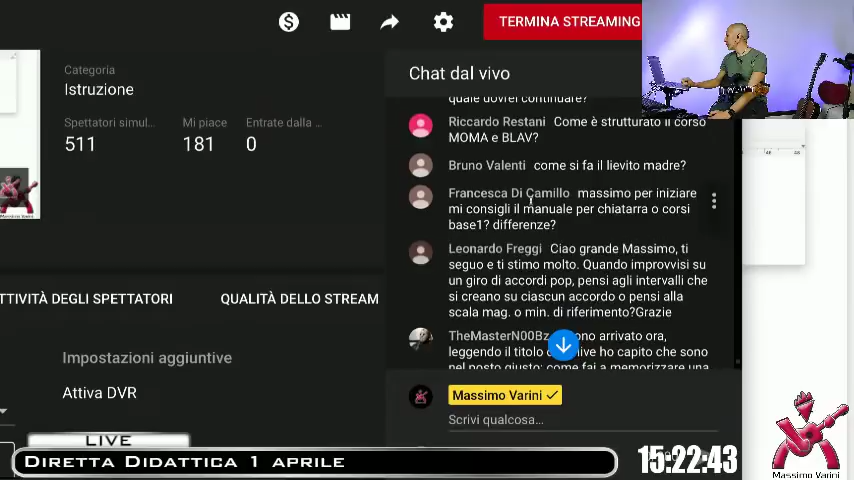 TERMINA STREAMING
Categoria
Istruzione
Spettatori simul...
Mi piace
Entrate dalla ...
511
181
0
TTIVITÀ DEGLI SPETTATORI
QUALITÀ DELLO STREAM
Impostazioni aggiuntive
Attiva DVR
Chat dal vivo
quale dovrei continuare?
Riccardo Restani Come è strutturato il corso
MOMA e BLAV?
Bruno Valenti come si fa il lievito madre?
Francesca Di Camillo massimo per iniziare
mi consigli il manuale per chiatarra o corsi
base1? differenze?
Leonardo Freggi Ciao grande Massimo, ti
seguo e ti stimo molto. Quando improvvisi su
un giro di accordi pop, pensi agli intervalli che
si creano su ciascun accordo o pensi alla
scala mag. o min. di riferimento?Grazie
TheMasterN00Bz ono arrivato ora,
leggendo il titolo ive ho capito che sono
nel posto giusto: come fai a memorizzare una
Massimo Varini
Scrivi qualcosa...
LIVE
DIRETTA DIDATTICA 1 APRILE
15:22:43
Massimo Varini